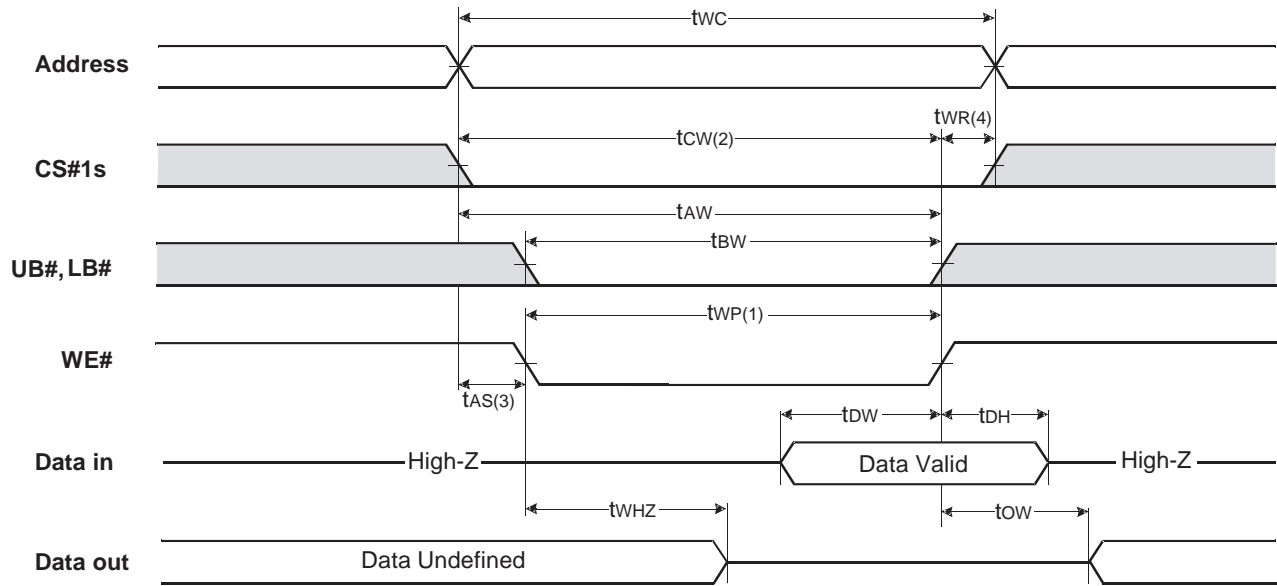 tWC
Address
tCW(2)
tWR(4)
CS#1s
tAW
tBW
UB#, LB#
tWP(1)
WE#
tAS(3)
tDW
tDH
Data in
High-Z
Data Valid
High-Z
tWHZ
tOW
Data out
Data Undefined